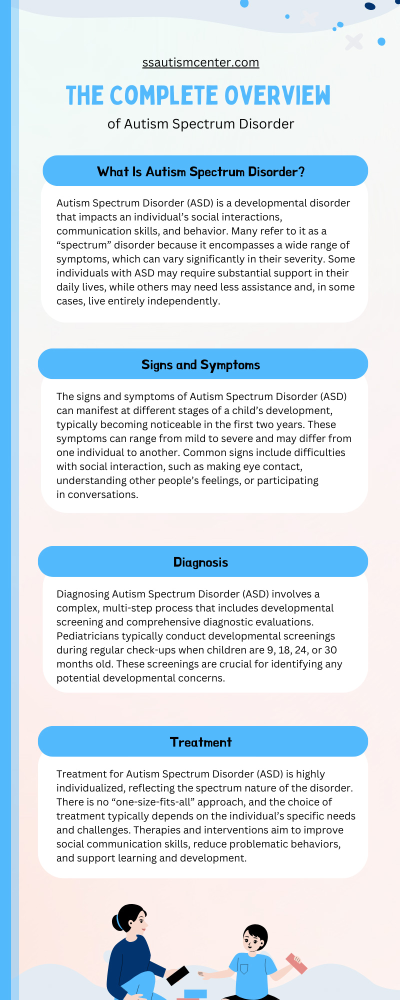 ssautismcenter.com
THE COMPLETE OVERVIEW
of Autism Spectrum Disorder
What Is Autism Spectrum Disorder?
Autism Spectrum Disorder (ASD) is a developmental disorder
that impacts an individual’s social interactions,
communication skills, and behavior. Many refer to it as a
“spectrum” disorder because it encompasses a wide range of
symptoms, which can vary significantly in their severity. Some
individuals with ASD may require substantial support in their
daily lives, while others may need less assistance and, in some
cases, live entirely independently.
Signs and Symptoms
The signs and symptoms of Autism Spectrum Disorder (ASD)
can manifest at different stages of a child’s development,
typically becoming noticeable in the first two years. These
symptoms can range from mild to severe and may differ from
one individual to another. Common signs include difficulties
with social interaction, such as making eye contact,
understanding other people’s feelings, or participating
in conversations.
Diagnosis
Diagnosing Autism Spectrum Disorder (ASD) involves a
complex, multi-step process that includes developmental
screening and comprehensive diagnostic evaluations.
Pediatricians typically conduct developmental screenings
during regular check-ups when children are 9, 18, 24, or 30
months old. These screenings are crucial for identifying any
potential developmental concerns.
Treatment
Treatment for Autism Spectrum Disorder (ASD) is highly
individualized, reflecting the spectrum nature of the disorder.
There is no “one-size-fits-all” approach, and the choice of
treatment typically depends on the individual’s specific needs
and challenges. Therapies and interventions aim to improve
social communication skills, reduce problematic behaviors,
and support learning and development.